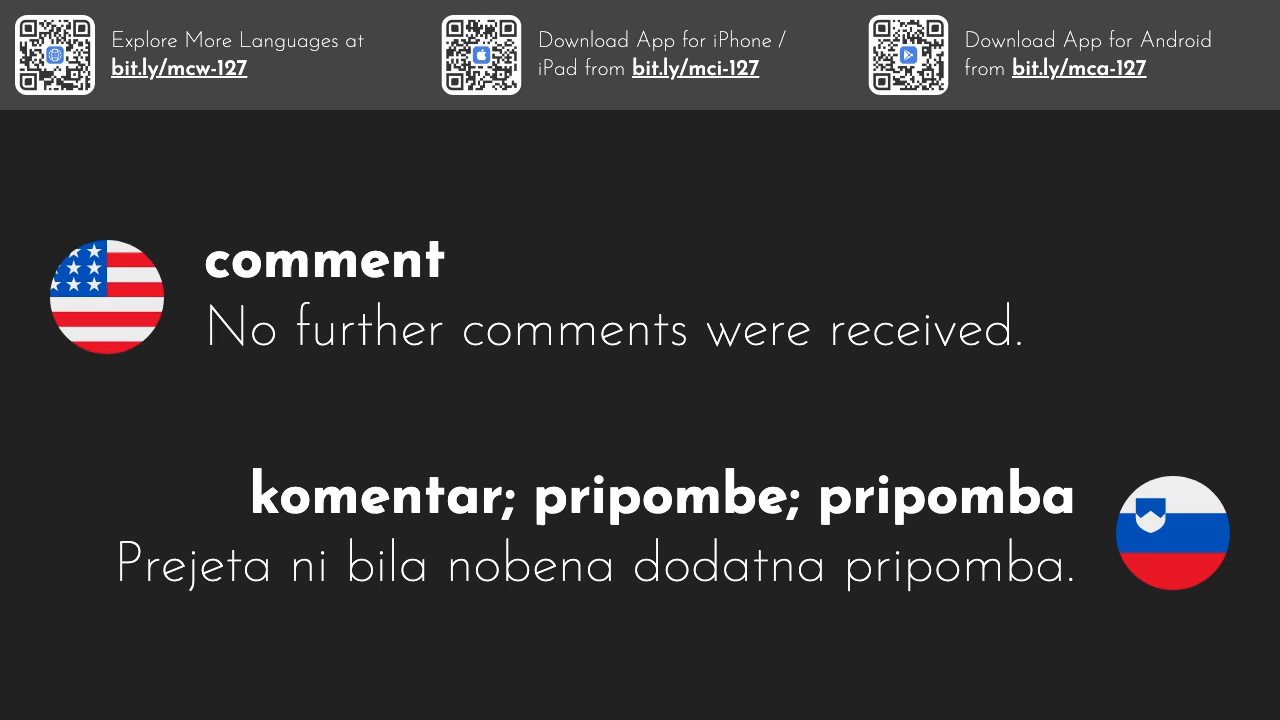 Explore More Languages at
bit.ly/mcw-127
Download App for iPhone /
iPad from bit.ly/mci-127
Download App for Android
from bit.ly/mca-127
comment
No further comments were received.
komentar; pripombe; pripomba
Prejeta ni bila nobena dodatna pripomba.